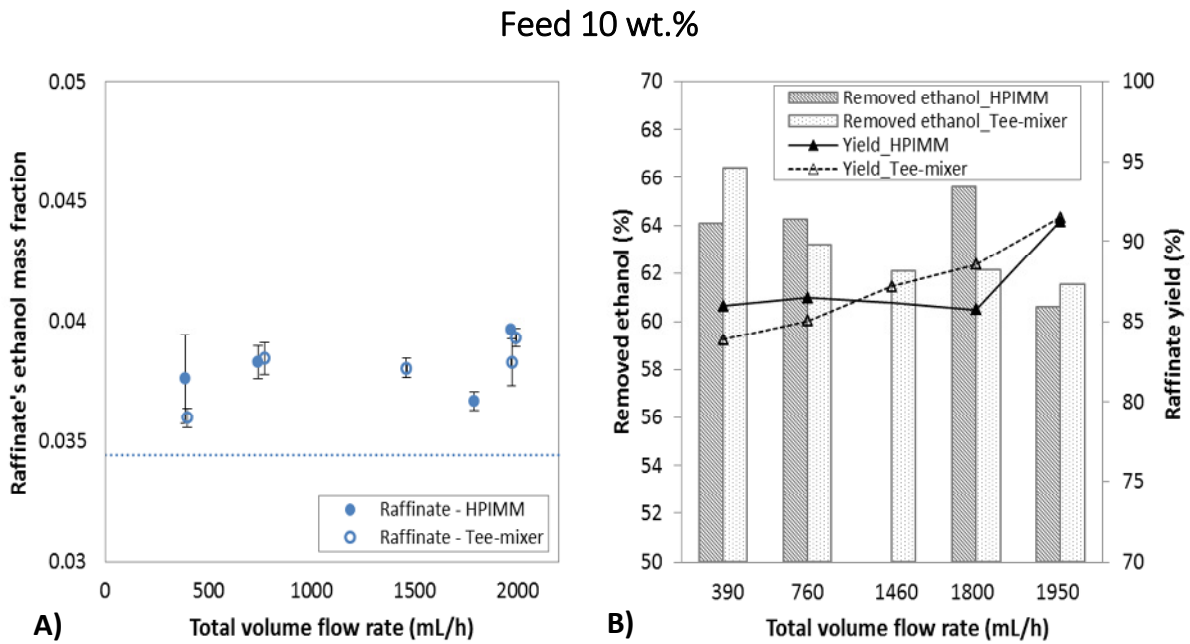 Feed 10 wt.%
0.05
0.045
0.04
0.035
0.03
Raffinate's ethanol mass fraction
0
500
1000
1500
2000
Total volume flow rate (mL/h)
Raffinate - HPIMM
Raffinate - Tee-mixer
A)
70
68
66
64
62
60
58
56
54
52
50
Removed ethanol (%)
Removed ethanol_HPIMM
Removed ethanol_Tee-mixer
Yield_HPIMM
Yield_Tee-mixer
100
95
90
85
80
75
70
Raffinate yield (%)
390
760
1460
1800
1950
Total volume flow rate (mL/h)
B)